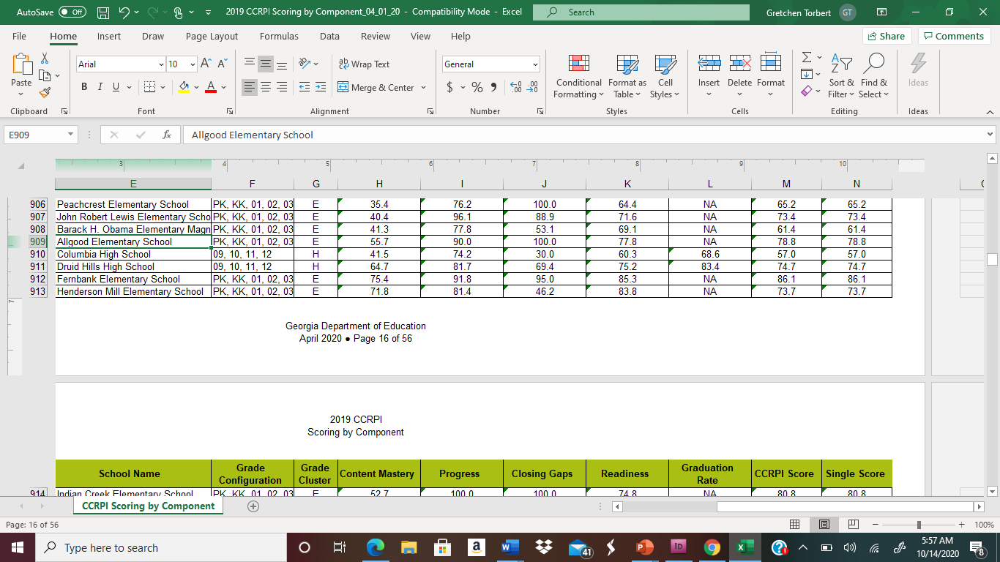 AutoSave Off 2019 CCRPI Scoring by Component_04_01_20 - Compatibility Mode - Excel Search Gretchen Torbert GT
File Home Insert Draw Page Layout Formulas Data Review View Help Share Comments
Paste Arial 10 A A ab Wrap Text General Conditional Formatting Format as Table Cell Styles Insert Delete Format Sort & Filter Find & Select Ideas
B I U A Merge & Center $ % 9 .00 .00
Clipboard Font Alignment Number Styles Cells Editing Ideas
E909 fx Allgood Elementary School
3 4 5 6 7 8 9 10
E F G H I J K L M N
906 Peachcrest Elementary School PK, KK, 01, 02, 03 E 35.4 76.2 100.0 64.4 NA 65.2 65.2
907 John Robert Lewis Elementary Scho PK, KK, 01, 02, 03 E 40.4 96.1 88.9 71.6 NA 73.4 73.4
908 Barack H. Obama Elementary Magn PK, KK, 01, 02, 03 E 41.3 77.8 53.1 69.1 NA 61.4 61.4
909 Allgood Elementary School PK, KK, 01, 02, 03 E 55.7 90.0 100.0 77.8 NA 78.8 78.8
910 Columbia High School 09, 10, 11, 12 H 41.5 74.2 30.0 60.3 68.6 57.0 57.0
911 Druid Hills High School 09, 10, 11, 12 H 64.7 81.7 69.4 75.2 83.4 74.7 74.7
912 Fernbank Elementary School PK, KK, 01, 02, 03 E 75.4 91.8 95.0 85.3 NA 86.1 86.1
913 Henderson Mill Elementary School PK, KK, 01, 02, 03 E 71.8 81.4 46.2 83.8 NA 73.7 73.7
Georgia Department of Education
April 2020 ● Page 16 of 56
2019 CCRPI
Scoring by Component
School Name Grade Configuration Grade Cluster Content Mastery Progress Closing Gaps Readiness Graduation Rate CCRPI Score Single Score
914 Indian Creek Elementary School PK, KK, 01, 02, 03 E 52.7 100.0 100.0 74.8 NA 80.8 80.8
CCRPI Scoring by Component
Page: 16 of 56 100%
Type here to search 41 5:57 AM
10/14/2020 8